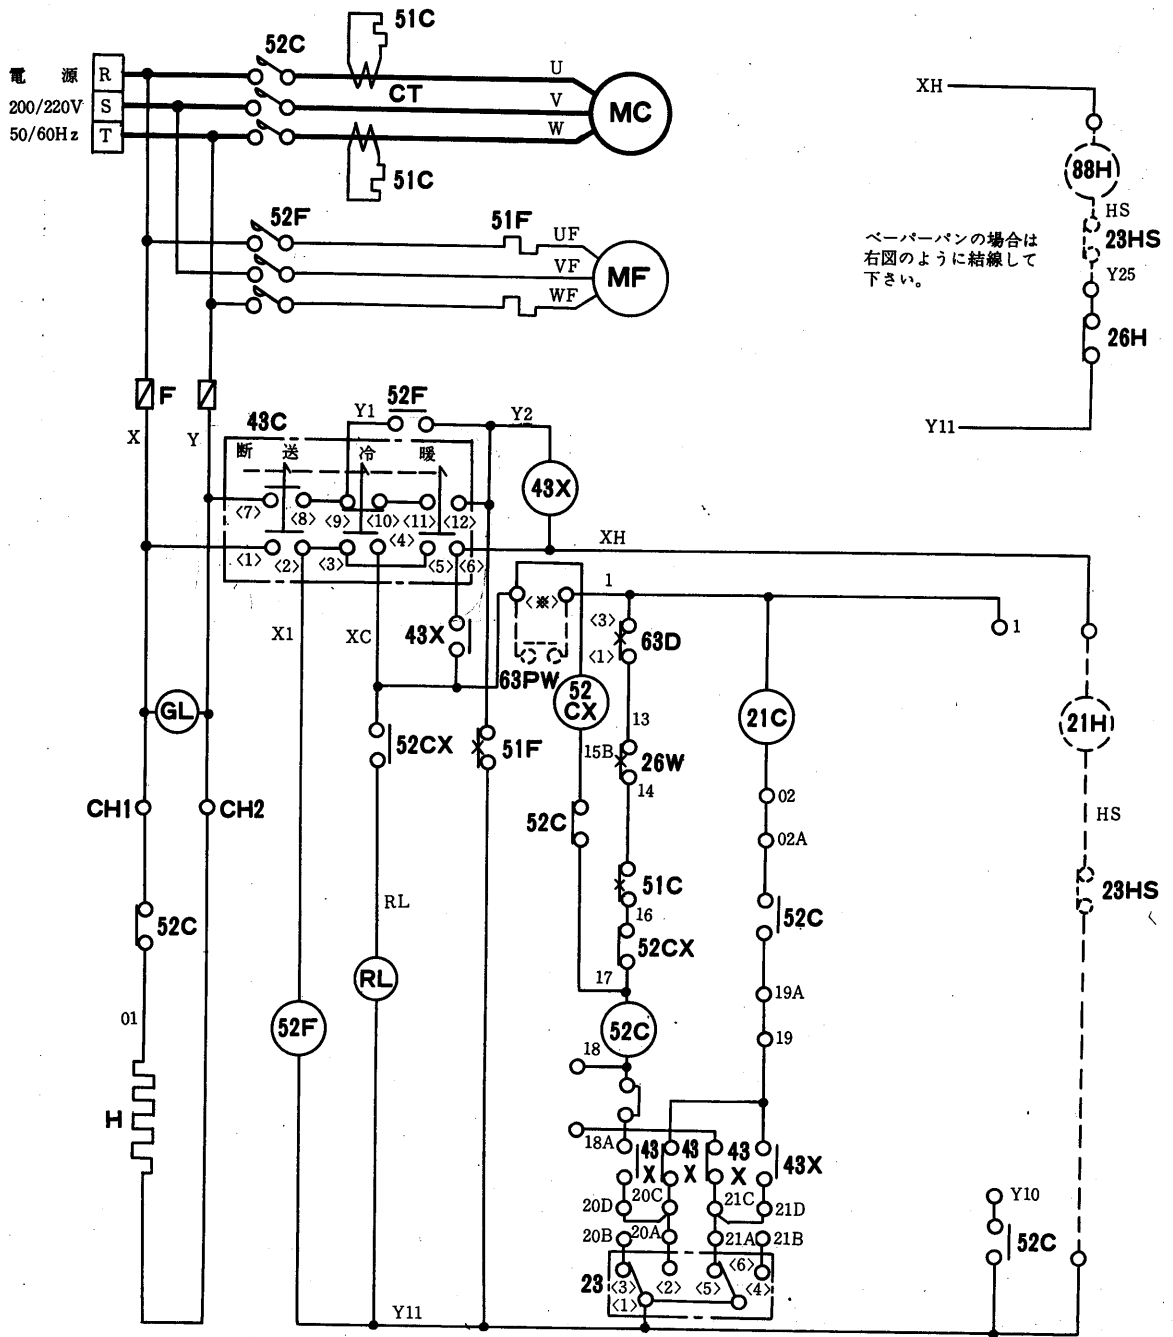 51C
52C
電 源
R
U
200/220V
S
CT
V
MC
50/60Hz
T
W
51C
XH
88H
HS
23HS
Y25
26H
Y11
ベーパーパンの場合は
右図のように結線して
下さい。
52F
51F
UF
VF
MF
WF
F
X
Y
43C
Y1
52F
Y2
断 送 冷 暖
43X
<7>
<8>
<9>
<10>
<11>
<12>
<1>
<2>
<3>
<4>
<5>
<6>
XH
X1
XC
43X
<※>
1
1
63PW
<3>
63D
<1>
52
CX
GL
52CX
51F
13
21C
21H
15B
26W
14
CH1
CH2
52C
02
02A
HS
51C
16
52C
23HS
52C
RL
52CX
17
19A
RL
01
52F
52C
19
18
H
18A
43
X
43
X
43
X
43X
20D
20C
21C
21D
20B
20A
21A
21B
Y10
52C
23
<3>
<2>
<5>
<6>
<4>
<1>
Y11